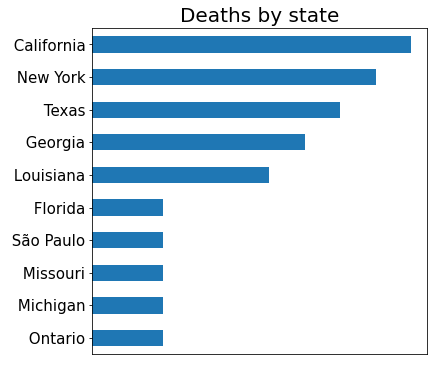 Deaths by state
California
New York
Texas
Georgia
Louisiana
Florida
São Paulo
Missouri
Michigan
Ontario